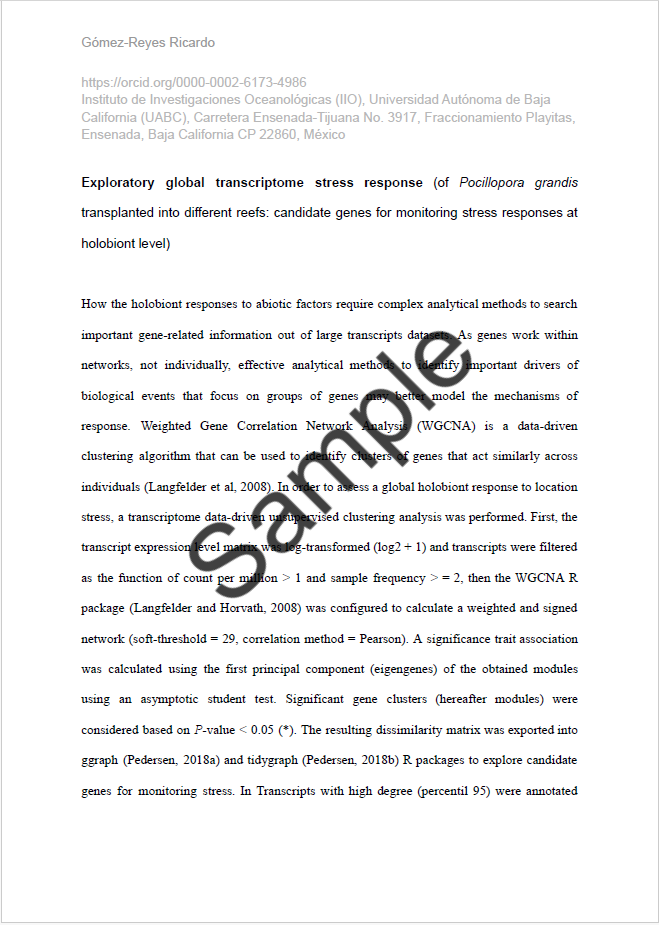 Gómez-Reyes Ricardo
https://orcid.org/0000-0002-6173-4986
Instituto de Investigaciones Oceanológicas (IIO), Universidad Autónoma de Baja
California (UABC), Carretera Ensenada-Tijuana No. 3917, Fraccionamiento Playitas,
Ensenada, Baja California CP 22860, México
Exploratory global transcriptome stress response (of Pocillopora grandis
transplanted into different reefs: candidate genes for monitoring stress responses at
holobiont level)
How the holobiont responses to abiotic factors require complex analytical methods to search
important gene-related information out of large transcripts datasets. As genes work within
networks, not individually, effective analytical methods to identify important drivers of
biological events that focus on groups of genes may better model the mechanisms of
response. Weighted Gene Correlation Network Analysis (WGCNA) is a data-driven
clustering algorithm that can be used to identify clusters of genes that act similarly across
individuals (Langfelder et al, 2008). In order to assess a global holobiont response to location
stress, a transcriptome data-driven unsupervised clustering analysis was performed. First, the
transcript expression level matrix was log-transformed (log2 + 1) and transcripts were filtered
as the function of count per million > 1 and sample frequency > = 2, then the WGCNA R
package (Langfelder and Horvath, 2008) was configured to calculate a weighted and signed
network (soft-threshold = 29, correlation method = Pearson). A significance trait association
was calculated using the first principal component (eigengenes) of the obtained modules
using an asymptotic student test. Significant gene clusters (hereafter modules) were
considered based on P-value < 0.05 (*). The resulting dissimilarity matrix was exported into
ggraph (Pedersen, 2018a) and tidygraph (Pedersen, 2018b) R packages to explore candidate
genes for monitoring stress. In Transcripts with high degree (percentil 95) were annotated
Sample